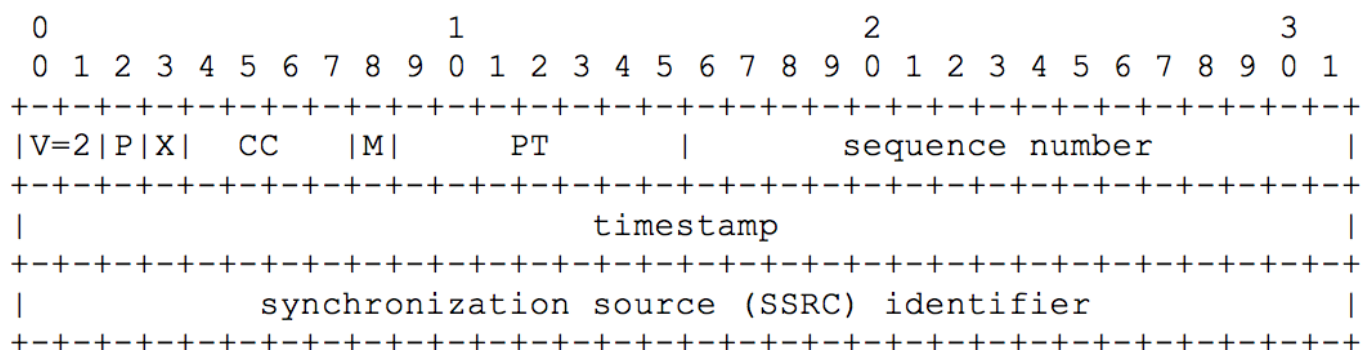 0                   1                   2                   3
 0 1 2 3 4 5 6 7 8 9 0 1 2 3 4 5 6 7 8 9 0 1 2 3 4 5 6 7 8 9 0 1
+-+-+-+-+-+-+-+-+-+-+-+-+-+-+-+-+-+-+-+-+-+-+-+-+-+-+-+-+-+-+-+-+
|V=2|P|X|  CC   |M|     PT      |       sequence number         |
+-+-+-+-+-+-+-+-+-+-+-+-+-+-+-+-+-+-+-+-+-+-+-+-+-+-+-+-+-+-+-+-+
|                           timestamp                           |
+-+-+-+-+-+-+-+-+-+-+-+-+-+-+-+-+-+-+-+-+-+-+-+-+-+-+-+-+-+-+-+-+
|           synchronization source (SSRC) identifier            |
+-+-+-+-+-+-+-+-+-+-+-+-+-+-+-+-+-+-+-+-+-+-+-+-+-+-+-+-+-+-+-+-+